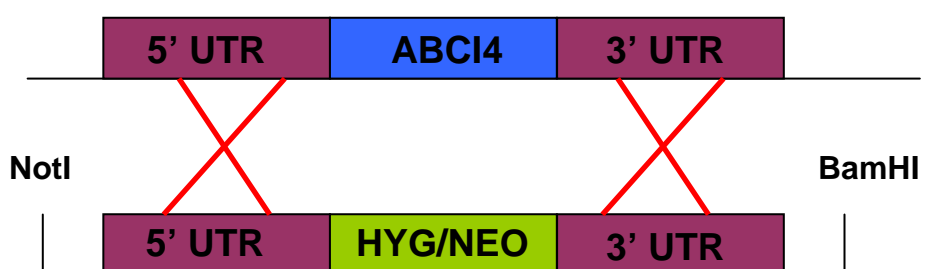 5’ UTR ABCI4 3’ UTR
NotI BamHI
5’ UTR HYG/NEO 3’ UTR